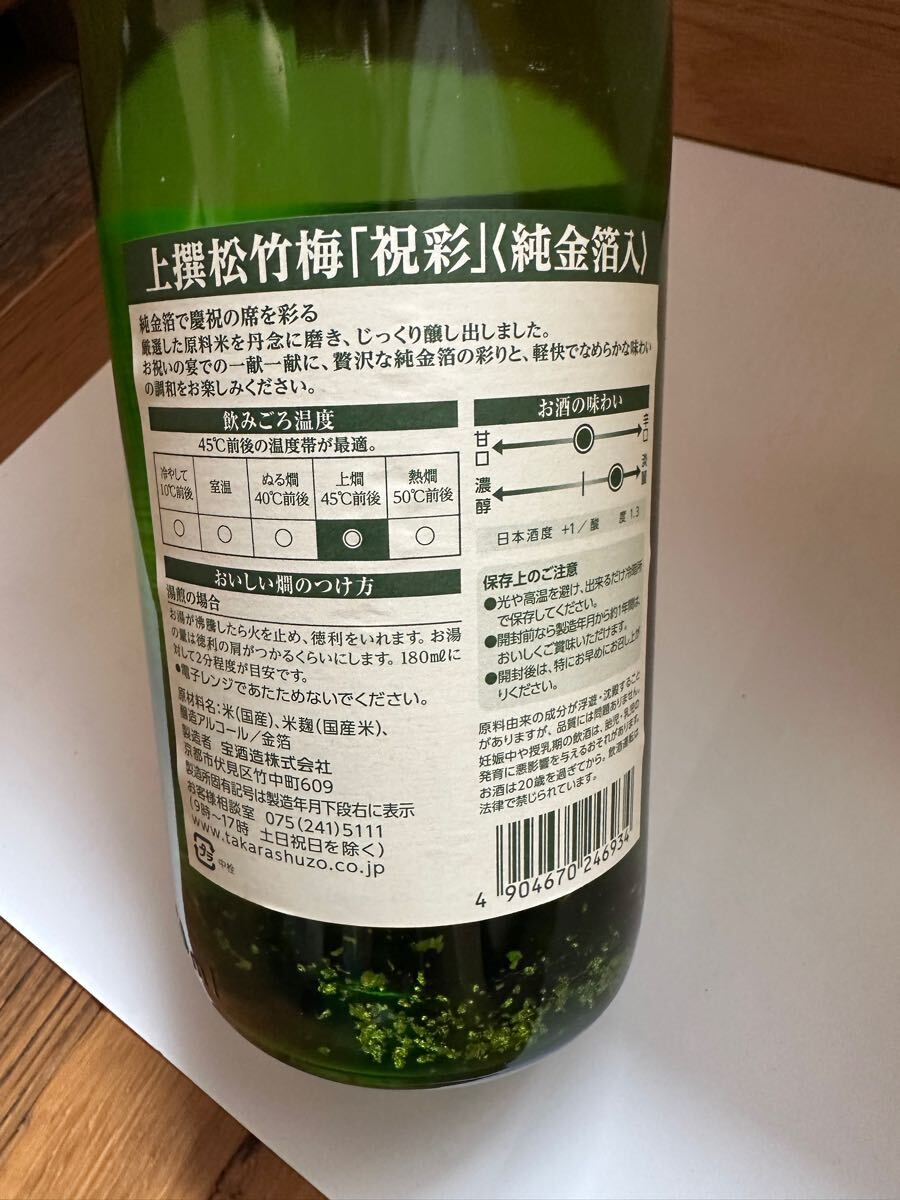 上撰松竹梅「祝彩」〈純金箔入〉
純金箔で慶祝の席を彩る
厳選した原料米を丹念に磨き、じっくり醸し出しました。
お祝いの宴での一献一献に、贅沢な純金箔の彩りと、軽快でなめらかな味わい
の調和をお楽しみください。
飲みごろ温度
45℃前後の温度帯が最適。
冷やして
10℃前後
室温
ぬる燗
40℃前後
上燗
45℃前後
熱燗
50℃前後
○ ○ ○ ◎ ○
おいしい燗のつけ方
湯煎の場合
お湯が沸騰したら火を止め、徳利をいれます。お湯
の量は徳利の肩がつかるくらいにします。180mlに
対して2分程度が目安です。
●電子レンジであたためないでください。
原材料名:米(国産)、米麹(国産米)、
醸造アルコール/金箔
製造者 宝酒造株式会社
京都市伏見区竹中町609
製造所固有記号は製造年月下段右に表示
お客様相談室 075(241)5111
(9時〜17時 土日祝日を除く)
www.takarashuzo.co.jp
タラ 中栓
お酒の味わい
甘口 辛口
濃醇 淡麗
日本酒度 +1/酸 度 1.3
保存上のご注意
●光や高温を避け、出来るだけ冷暗所
で保存してください。
●開封前なら製造年月から約1年間は、
おいしくご賞味いただけます。
●開封後は、特にお早めにお召し上が
りください。
原料由来の成分が浮遊・沈殿すること
がありますが、品質には問題ありません。
妊娠中や授乳期の飲酒は、胎児・乳児の
発育に悪影響を与えるおそれがあります。
お酒は20歳を過ぎてから。飲酒運転は
法律で禁じられています。
4 904670 246934